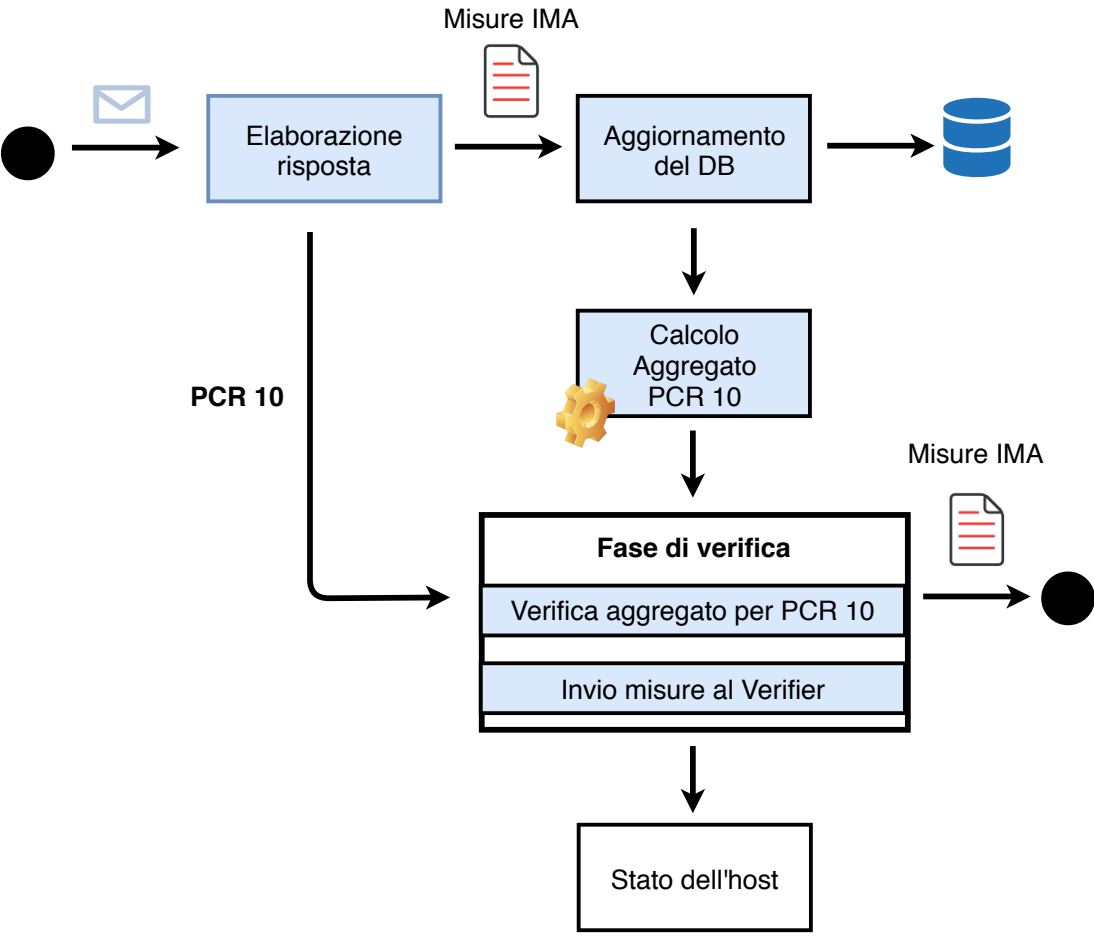 Misure IMA
Elaborazione
risposta
Aggiornamento
del DB
Calcolo
Aggregato
PCR 10
PCR 10
Misure IMA
Fase di verifica
Verifica aggregato per PCR 10
Invio misure al Verifier
Stato dell'host